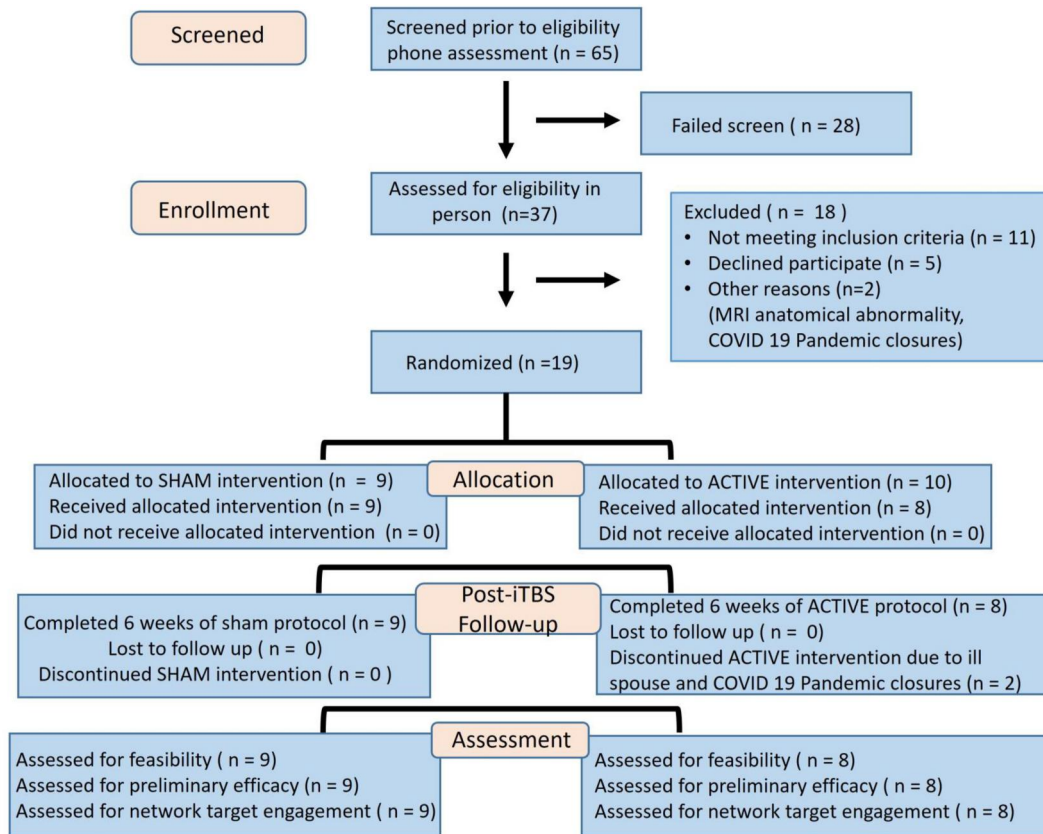 Screened
Screened prior to eligibility
phone assessment (n = 65)
Failed screen ( n = 28)
Enrollment
Assessed for eligibility in
person (n=37)
Excluded ( n = 18 )
• Not meeting inclusion criteria (n = 11)
• Declined participate (n = 5)
• Other reasons (n=2)
(MRI anatomical abnormality,
COVID 19 Pandemic closures)
Randomized (n =19)
Allocation
Allocated to SHAM intervention (n = 9)
Received allocated intervention (n = 9)
Did not receive allocated intervention (n = 0)
Allocated to ACTIVE intervention (n = 10)
Received allocated intervention (n = 8)
Did not receive allocated intervention (n = 0)
Post-iTBS
Follow-up
Completed 6 weeks of sham protocol (n = 9)
Lost to follow up ( n = 0)
Discontinued SHAM intervention ( n = 0 )
Completed 6 weeks of ACTIVE protocol (n = 8)
Lost to follow up ( n = 0)
Discontinued ACTIVE intervention due to ill
spouse and COVID 19 Pandemic closures (n = 2)
Assessment
Assessed for feasibility ( n = 9)
Assessed for preliminary efficacy (n = 9)
Assessed for network target engagement ( n = 9)
Assessed for feasibility ( n = 8)
Assessed for preliminary efficacy ( n = 8)
Assessed for network target engagement ( n = 8)